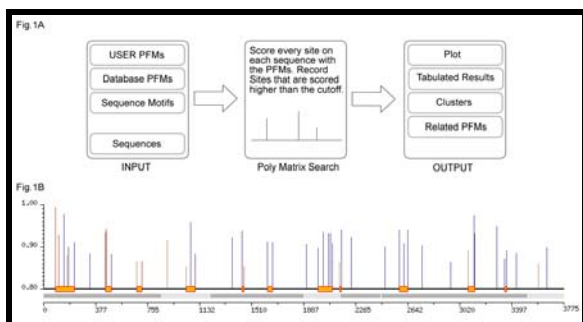 Fig.1A
USER PFMs
Database PFMs
Sequence Motifs
Sequences
INPUT
Score every site on
each sequence with
the PFMs. Record
Sites that are scored
higher than the cutoff.
Poly Matrix Search
Plot
Tabulated Results
Clusters
Related PFMs
OUTPUT
Fig.1B
1.00
0.90
0.80
0 377 755 1132 1510 1887 2265 2642 3020 3397 3775